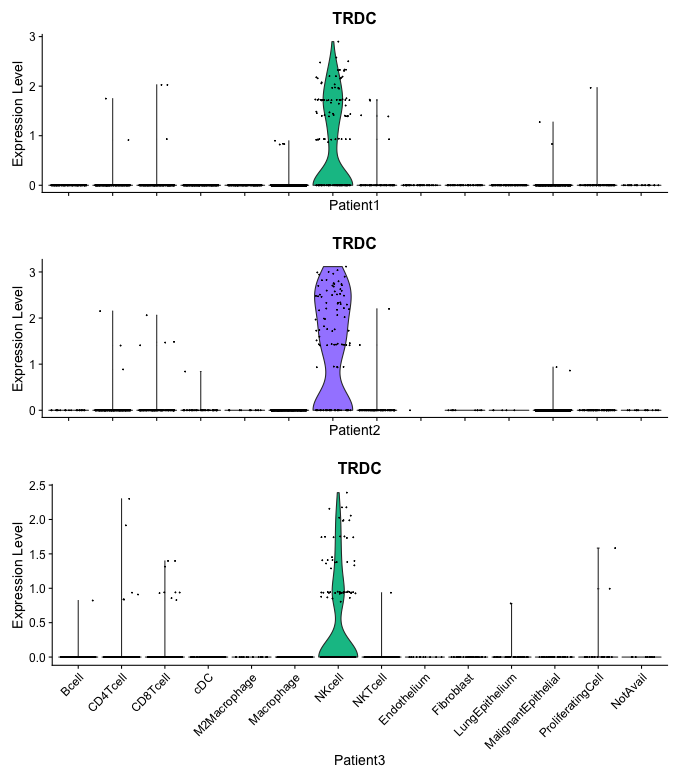 TRDC
Expression Level
3
2
1
0
Patient1
TRDC
Expression Level
3
2
1
0
Patient2
TRDC
Expression Level
2.5
2.0
1.5
1.0
0.5
0.0
Bcell
CD4Tcell
CD8Tcell
cDC
M2Macrophage
Macrophage
NKcell
NKTcell
Endothelium
Fibroblast
LungEpithelium
MalignantEpithelial
ProliferatingCell
NotAvail
Patient3